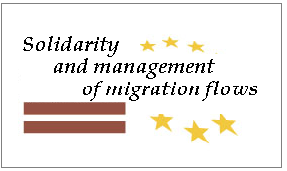 Solidarity
and management
of migration flows